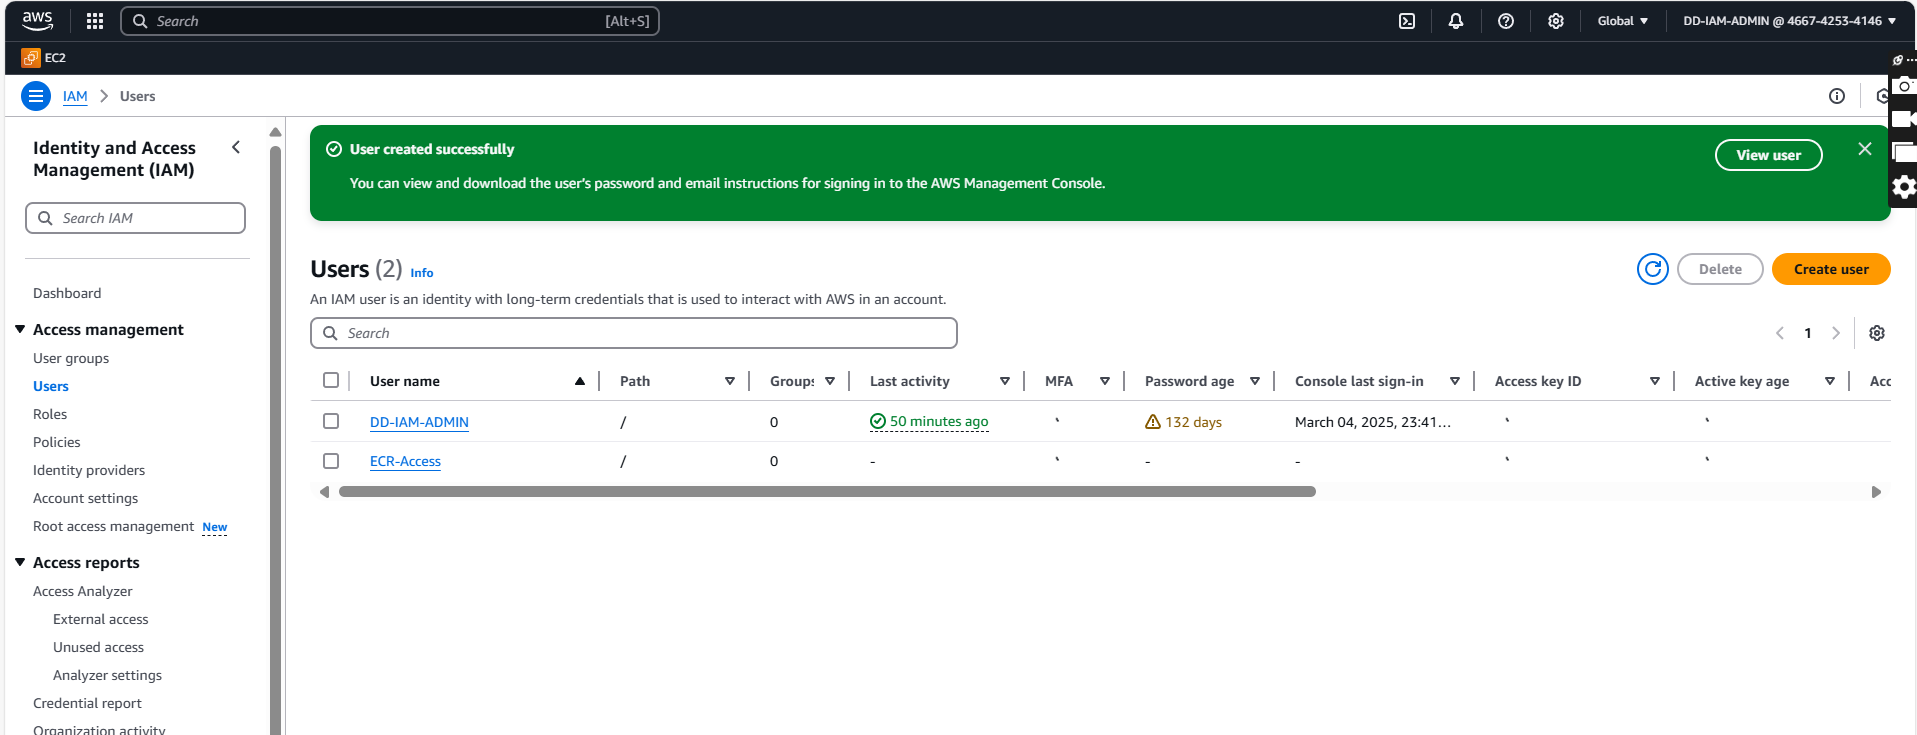 aws
Search [Alt+S]
Global
DD-IAM-ADMIN @ 4667-4253-4146
EC2
IAM > Users
Identity and Access
Management (IAM)
Search IAM
Dashboard
Access management
User groups
Users
Roles
Policies
Identity providers
Account settings
Root access management New
Access reports
Access Analyzer
External access
Unused access
Analyzer settings
Credential report
Organization activity
User created successfully
You can view and download the user's password and email instructions for signing in to the AWS Management Console.
View user
Users (2) Info
Delete
Create user
An IAM user is an identity with long-term credentials that is used to interact with AWS in an account.
Search
1
User name Path Groups Last activity MFA Password age Console last sign-in Access key ID Active key age Acc
DD-IAM-ADMIN / 0 50 minutes ago 132 days March 04, 2025, 23:41...
ECR-Access / 0 - - -